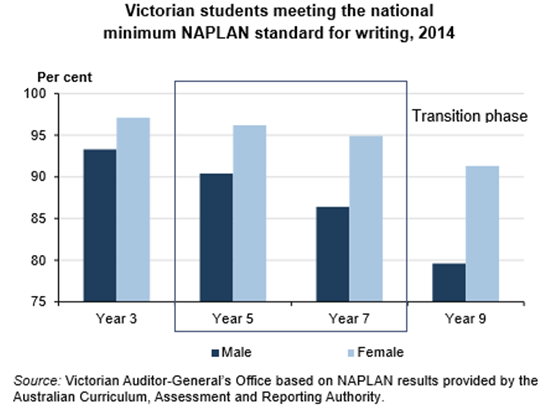 Victorian students meeting the national
minimum NAPLAN standard for writing, 2014
Per cent
100
95
90
85
80
75
Transition phase
Year 3 Year 5 Year 7 Year 9
Male Female
Source: Victorian Auditor-General's Office based on NAPLAN results provided by the
Australian Curriculum, Assessment and Reporting Authority.